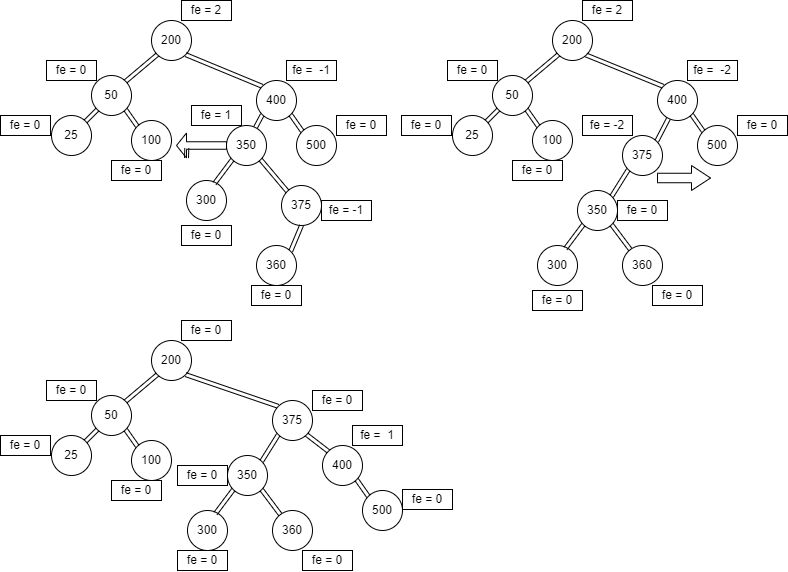 fe = 2
200
fe = 0
50
fe = -1
400
fe = 0
25
100
fe = 0
fe = 1
350
500
fe = 0
300
fe = 0
375
fe = -1
360
fe = 0
fe = 2
200
fe = 0
50
fe = -2
400
fe = 0
25
100
fe = 0
fe = -2
375
500
fe = 0
350
fe = 0
300
fe = 0
360
fe = 0
fe = 0
200
fe = 0
50
375
fe = 0
fe = 0
25
100
fe = 0
fe = 0
350
400
fe = 1
300
fe = 0
360
fe = 0
500
fe = 0